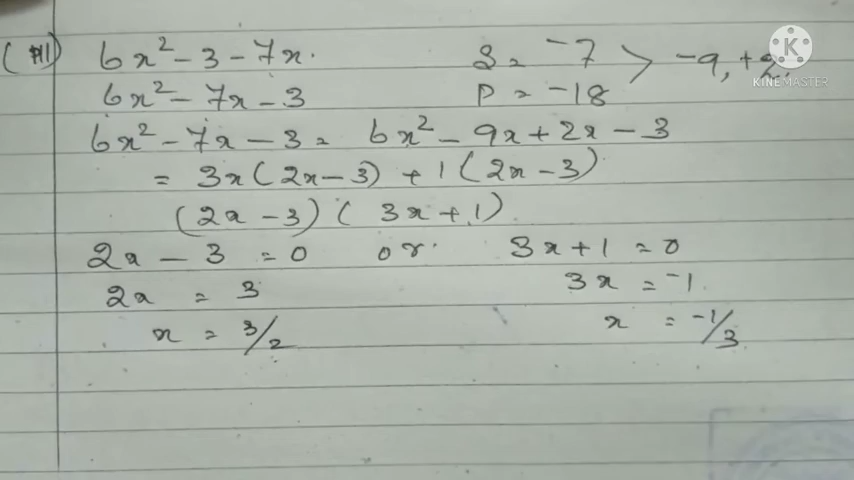 (iii) 6x² - 3 - 7x. S = -7 > -9, +2.
6x² - 7x - 3 P = -18
6x² - 7x - 3 = 6x² - 9x + 2x - 3
= 3x(2x - 3) + 1(2x - 3)
(2x - 3)(3x + 1)
2x - 3 = 0 or. 3x + 1 = 0
2x = 3 3x = -1.
x = 3/2 x = -1/3
K
KINEMASTER